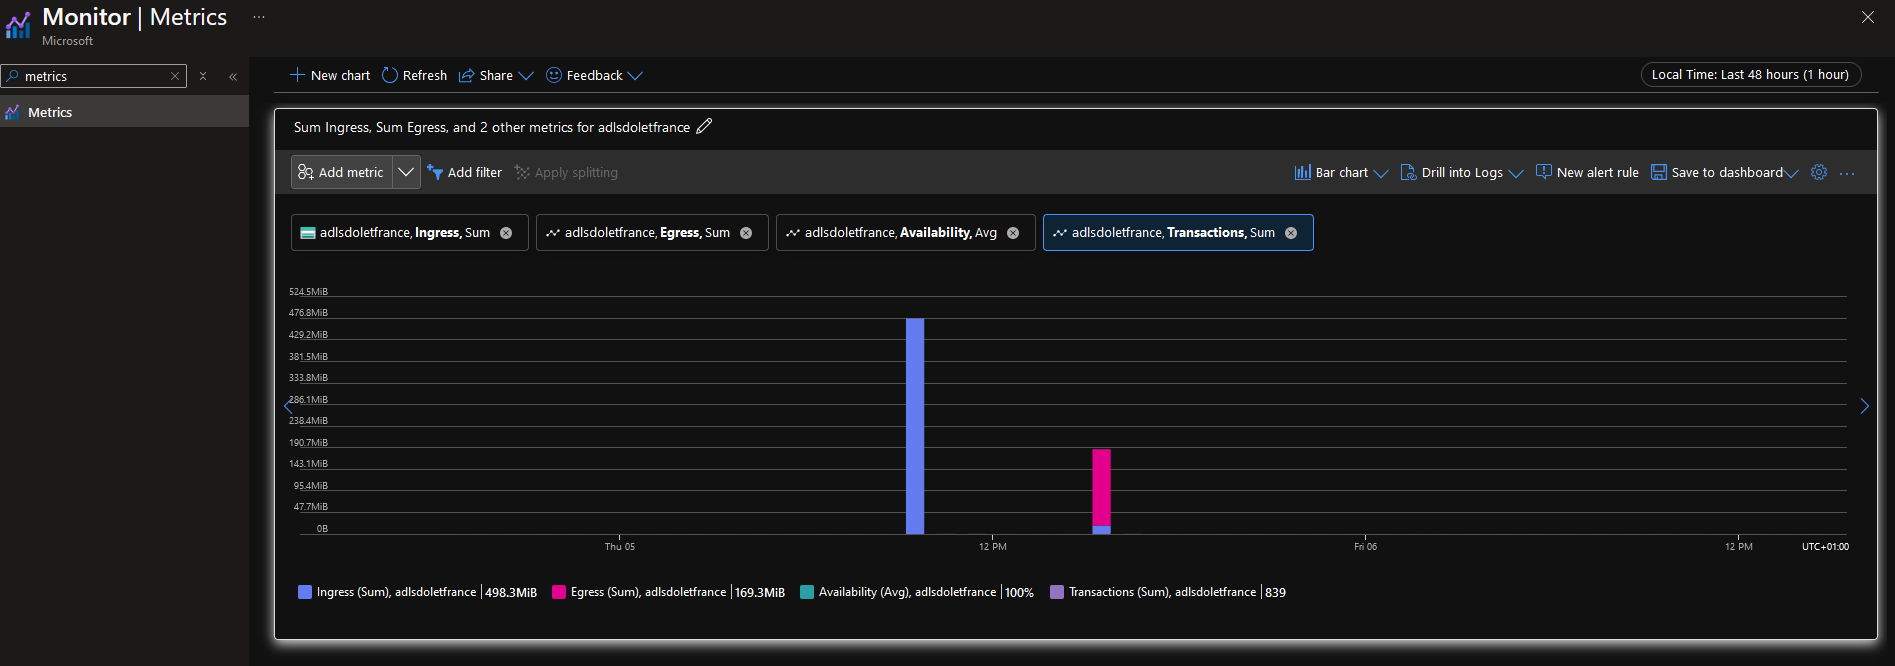 Monitor | Metrics ...
Microsoft
metrics
Metrics
New chart Refresh Share Feedback
Local Time: Last 48 hours (1 hour)
Sum Ingress, Sum Egress, and 2 other metrics for adlsdoletfrance
Add metric Add filter Apply splitting Bar chart Drill into Logs New alert rule Save to dashboard ...
adlsdoletfrance, Ingress, Sum adlsdoletfrance, Egress, Sum adlsdoletfrance, Availability, Avg adlsdoletfrance, Transactions, Sum
524.5MiB
476.8MiB
429.2MiB
381.5MiB
333.8MiB
286.1MiB
238.4MiB
190.7MiB
143.1MiB
95.4MiB
47.7MiB
0B
Thu 05 12 PM Fri 06 12 PM UTC+01:00
Ingress (Sum), adlsdoletfrance | 498.3MiB Egress (Sum), adlsdoletfrance | 169.3MiB Availability (Avg), adlsdoletfrance | 100% Transactions (Sum), adlsdoletfrance | 839